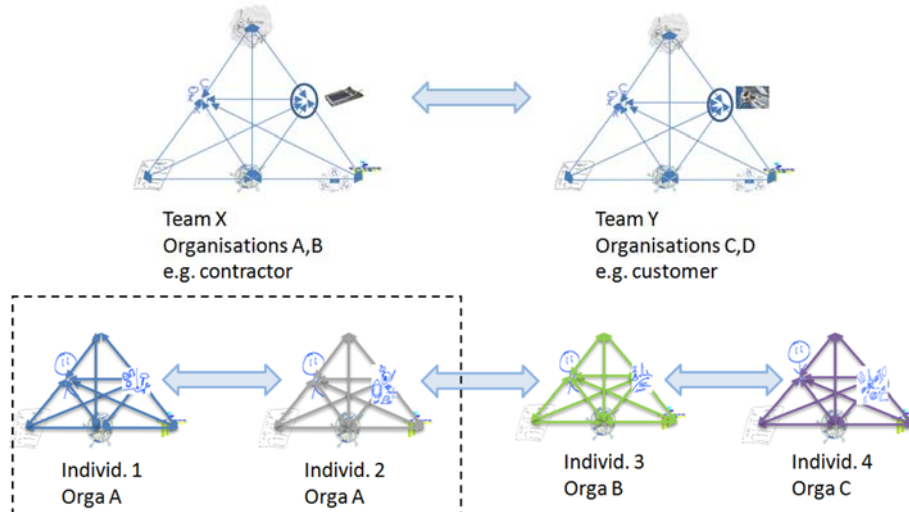 Team X
Organisations A,B
e.g. contractor
Team Y
Organisations C,D
e.g. customer
Individ. 1
Orga A
Individ. 2
Orga A
Individ. 3
Orga B
Individ. 4
Orga C